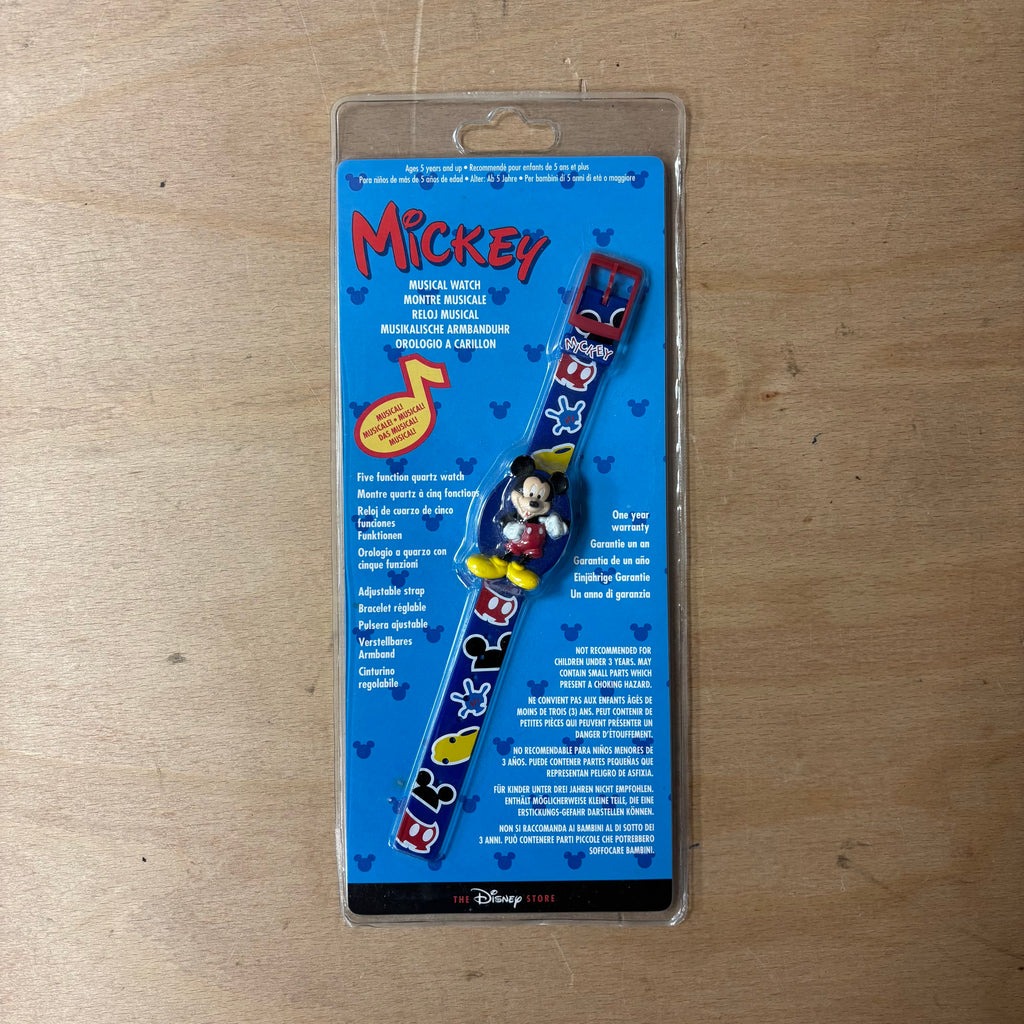 Ages 5 years and up • Recommendé pour enfants de 5 ans et plus
Para niños de más de 5 años de edad • Alter: Ab 5 Jahre • Per bambini di 5 anni di età o maggiore
MICKEY
MUSICAL WATCH
MONTRE MUSICALE
RELOJ MUSICAL
MUSIKALISCHE ARMBANDUHR
OROLOGIO A CARILLON
MUSICAL!
MUSICALE! • MUSICAL!
DAS MUSICAL!
MUSICAL!
MICKEY
Five function quartz watch
Montre quartz à cinq fonctions
Reloj de cuarzo de cinco
funciones
Funktionen
Orologio a quarzo con
cinque funzioni
Adjustable strap
Bracelet réglable
Pulsera ajustable
Verstellbares
Armband
Cinturino
regolabile
One year
warranty
Garantie un an
Garantia de un año
Einjährige Garantie
Un anno di garanzia
NOT RECOMMENDED FOR
CHILDREN UNDER 3 YEARS. MAY
CONTAIN SMALL PARTS WHICH
PRESENT A CHOKING HAZARD.
NE CONVIENT PAS AUX ENFANTS ÂGÉS DE
MOINS DE TROIS (3) ANS. PEUT CONTENIR DE
PETITES PIÈCES QUI PEUVENT PRÉSENTER UN
DANGER D'ÉTOUFFEMENT.
NO RECOMENDABLE PARA NIÑOS MENORES DE
3 AÑOS. PUEDE CONTENER PARTES PEQUEÑAS QUE
REPRESENTAN PELIGRO DE ASFIXIA.
FÜR KINDER UNTER DREI JAHREN NICHT EMPFOHLEN.
ENTHÄLT MÖGLICHERWEISE KLEINE TEILE, DIE EINE
ERSTICKUNGS-GEFAHR DARSTELLEN KÖNNEN.
NON SI RACCOMANDA AI BAMBINI AL DI SOTTO DEI
3 ANNI. PUÒ CONTENERE PARTI PICCOLE CHE POTREBBERO
SOFFOCARE BAMBINI.
THE Disney STORE